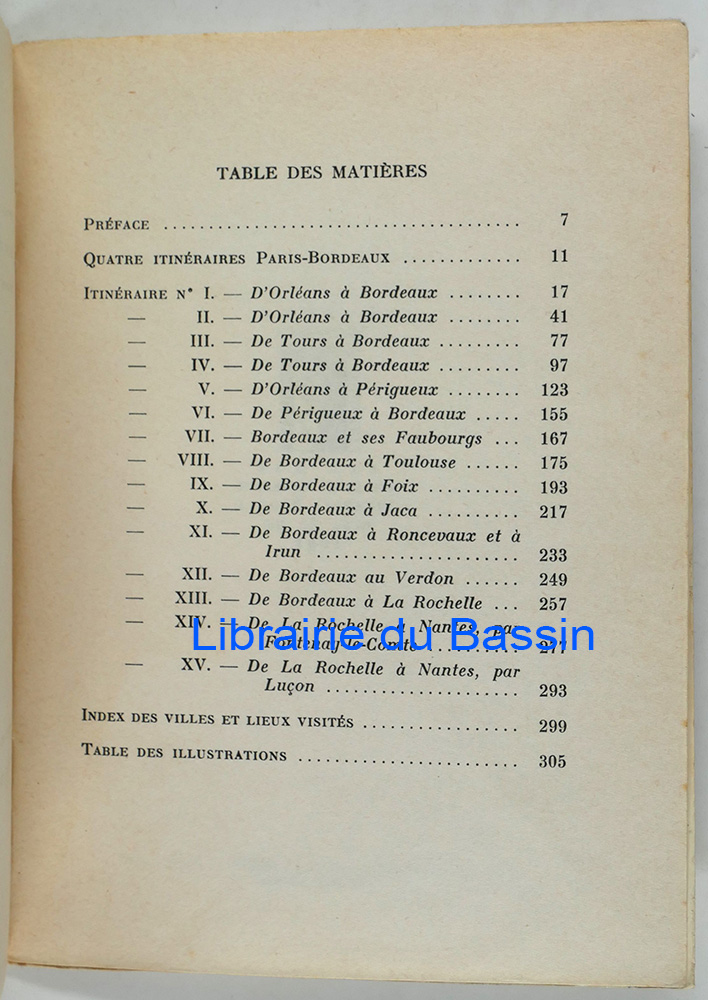 TABLE DES MATIÈRES
PRÉFACE ....................................... 7
QUATRE ITINÉRAIRES PARIS-BORDEAUX ............. 11
ITINÉRAIRE N° I. — D'Orléans à Bordeaux ........ 17
— II. — D'Orléans à Bordeaux ........ 41
— III. — De Tours à Bordeaux ......... 77
— IV. — De Tours à Bordeaux ......... 97
— V. — D'Orléans à Périgueux ........ 123
— VI. — De Périgueux à Bordeaux ..... 155
— VII. — Bordeaux et ses Faubourgs ... 167
— VIII. — De Bordeaux à Toulouse ...... 175
— IX. — De Bordeaux à Foix .......... 193
— X. — De Bordeaux à Jaca .......... 217
— XI. — De Bordeaux à Roncevaux et à
Irun ...................... 233
— XII. — De Bordeaux au Verdon ...... 249
— XIII. — De Bordeaux à La Rochelle ... 257
— XIV. — De La Rochelle à Nantes, par
Librairie du Bassin
Fontenay-le-Comte .......... 277
— XV. — De La Rochelle à Nantes, par
Luçon ..................... 293
INDEX DES VILLES ET LIEUX VISITÉS ................. 299
TABLE DES ILLUSTRATIONS ........................ 305